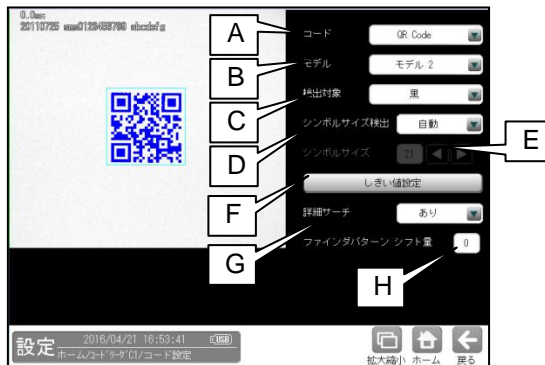 0.0ms
A
コード
QR Code
B
モデル
モデル 2
C
検出対象
黒
D
シンボルサイズ検出
自動
E
シンボルサイズ
21
F
しきい値設定
G
詳細サーチ
あり
H
ファインダパターン シフト量
0
設定
2016/04/21 16:53:41
USB
ホーム/コードリーダC1/コード設定
拡大縮小
ホーム
戻る